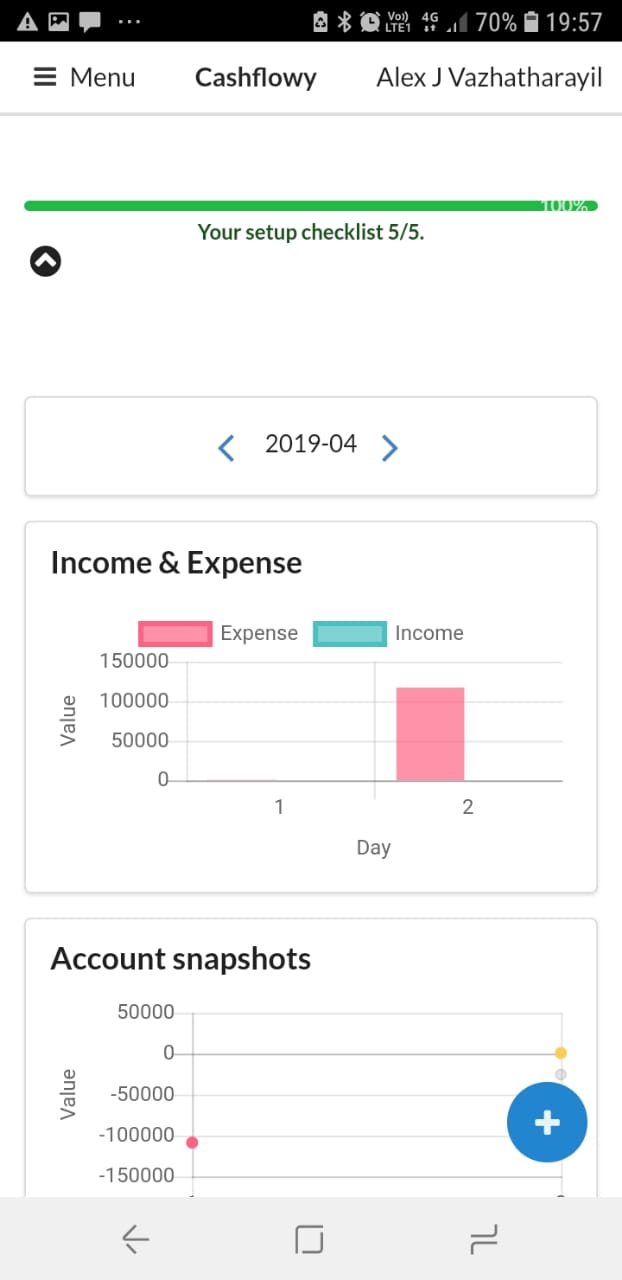 ... Vo)) LTE1 4G 70% 19:57
Menu Cashflowy Alex J Vazhatharayil
100%
Your setup checklist 5/5.
2019-04
Income & Expense
Expense Income
150000
100000
50000
0
Value
1 2
Day
Account snapshots
50000
0
-50000
-100000
-150000
Value
+